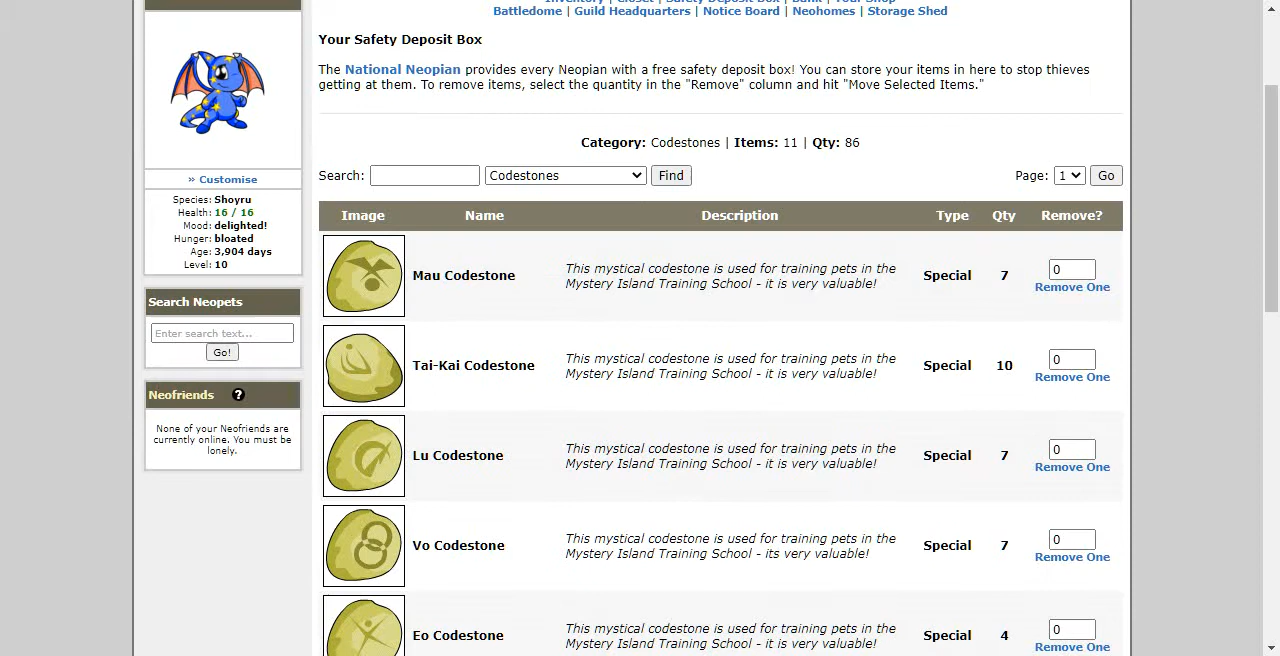 Battledome | Guild Headquarters | Notice Board | Neohomes | Storage Shed
Your Safety Deposit Box
The National Neopian provides every Neopian with a free safety deposit box! You can store your items in here to stop thieves
getting at them. To remove items, select the quantity in the "Remove" column and hit "Move Selected Items."
Category: Codestones | Items: 11 | Qty: 86
Search: Codestones Find Page: 1 Go
» Customise
Species: Shoyru
Health: 16 / 16
Mood: delighted!
Hunger: bloated
Age: 3,904 days
Level: 10
Search Neopets
Enter search text...
Go!
Neofriends ?
None of your Neofriends are
currently online. You must be
lonely.
Image Name Description Type Qty Remove?
Mau Codestone
This mystical codestone is used for training pets in the
Mystery Island Training School - it is very valuable!
Special 7 0
Remove One
Tai-Kai Codestone
This mystical codestone is used for training pets in the
Mystery Island Training School - it is very valuable!
Special 10 0
Remove One
Lu Codestone
This mystical codestone is used for training pets in the
Mystery Island Training School - it is very valuable!
Special 7 0
Remove One
Vo Codestone
This mystical codestone is used for training pets in the
Mystery Island Training School - its very valuable!
Special 7 0
Remove One
Eo Codestone
This mystical codestone is used for training pets in the
Mystery Island Training School - it is very valuable!
Special 4 0
Remove One